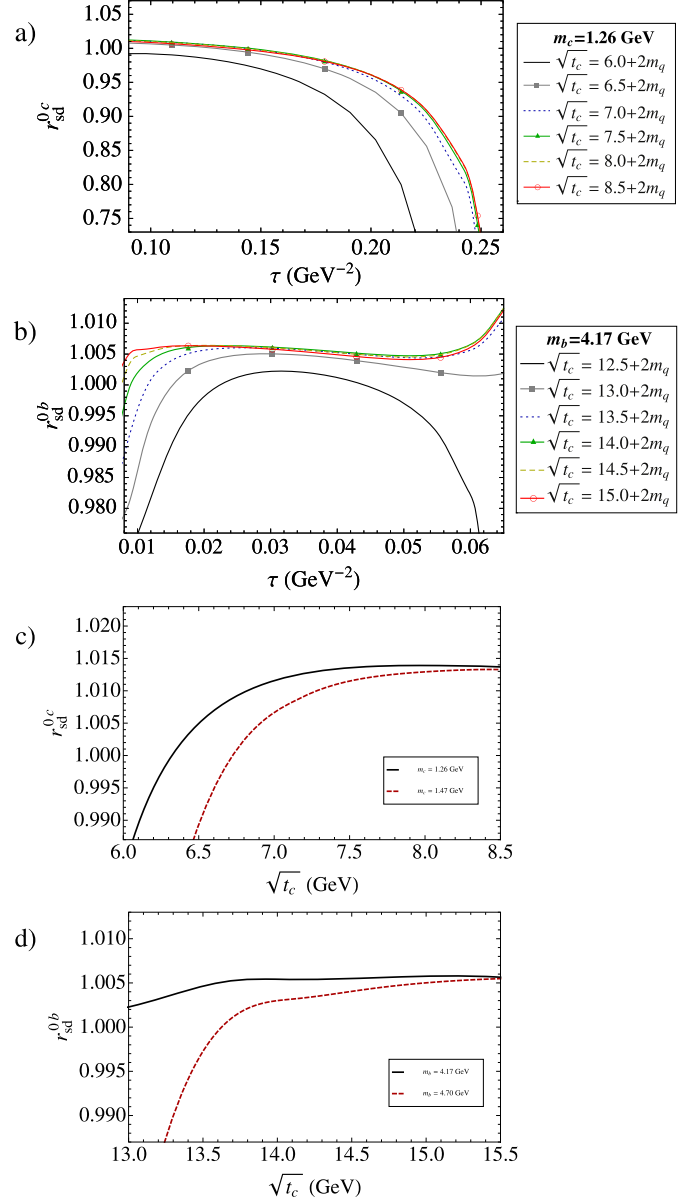 a)
1.05
1.00
0.95
0.90
0.85
0.80
0.75
r_sd^{0 c}
0.10 0.15 0.20 0.25
τ (GeV⁻²)
m_c=1.26 GeV
√t_c = 6.0+2m_q
√t_c = 6.5+2m_q
√t_c = 7.0+2m_q
√t_c = 7.5+2m_q
√t_c = 8.0+2m_q
√t_c = 8.5+2m_q
b)
1.010
1.005
1.000
0.995
0.990
0.985
0.980
r_sd^{0 b}
0.01 0.02 0.03 0.04 0.05 0.06
τ (GeV⁻²)
m_b=4.17 GeV
√t_c = 12.5+2m_q
√t_c = 13.0+2m_q
√t_c = 13.5+2m_q
√t_c = 14.0+2m_q
√t_c = 14.5+2m_q
√t_c = 15.0+2m_q
c)
1.020
1.015
1.010
1.005
1.000
0.995
0.990
r_sd^{0 c}
m_c = 1.26 GeV
m_c = 1.47 GeV
6.0 6.5 7.0 7.5 8.0 8.5
√t_c (GeV)
d)
1.010
1.005
1.000
0.995
0.990
r_sd^{0 b}
m_b = 4.17 GeV
m_b = 4.70 GeV
13.0 13.5 14.0 14.5 15.0 15.5
√t_c (GeV)